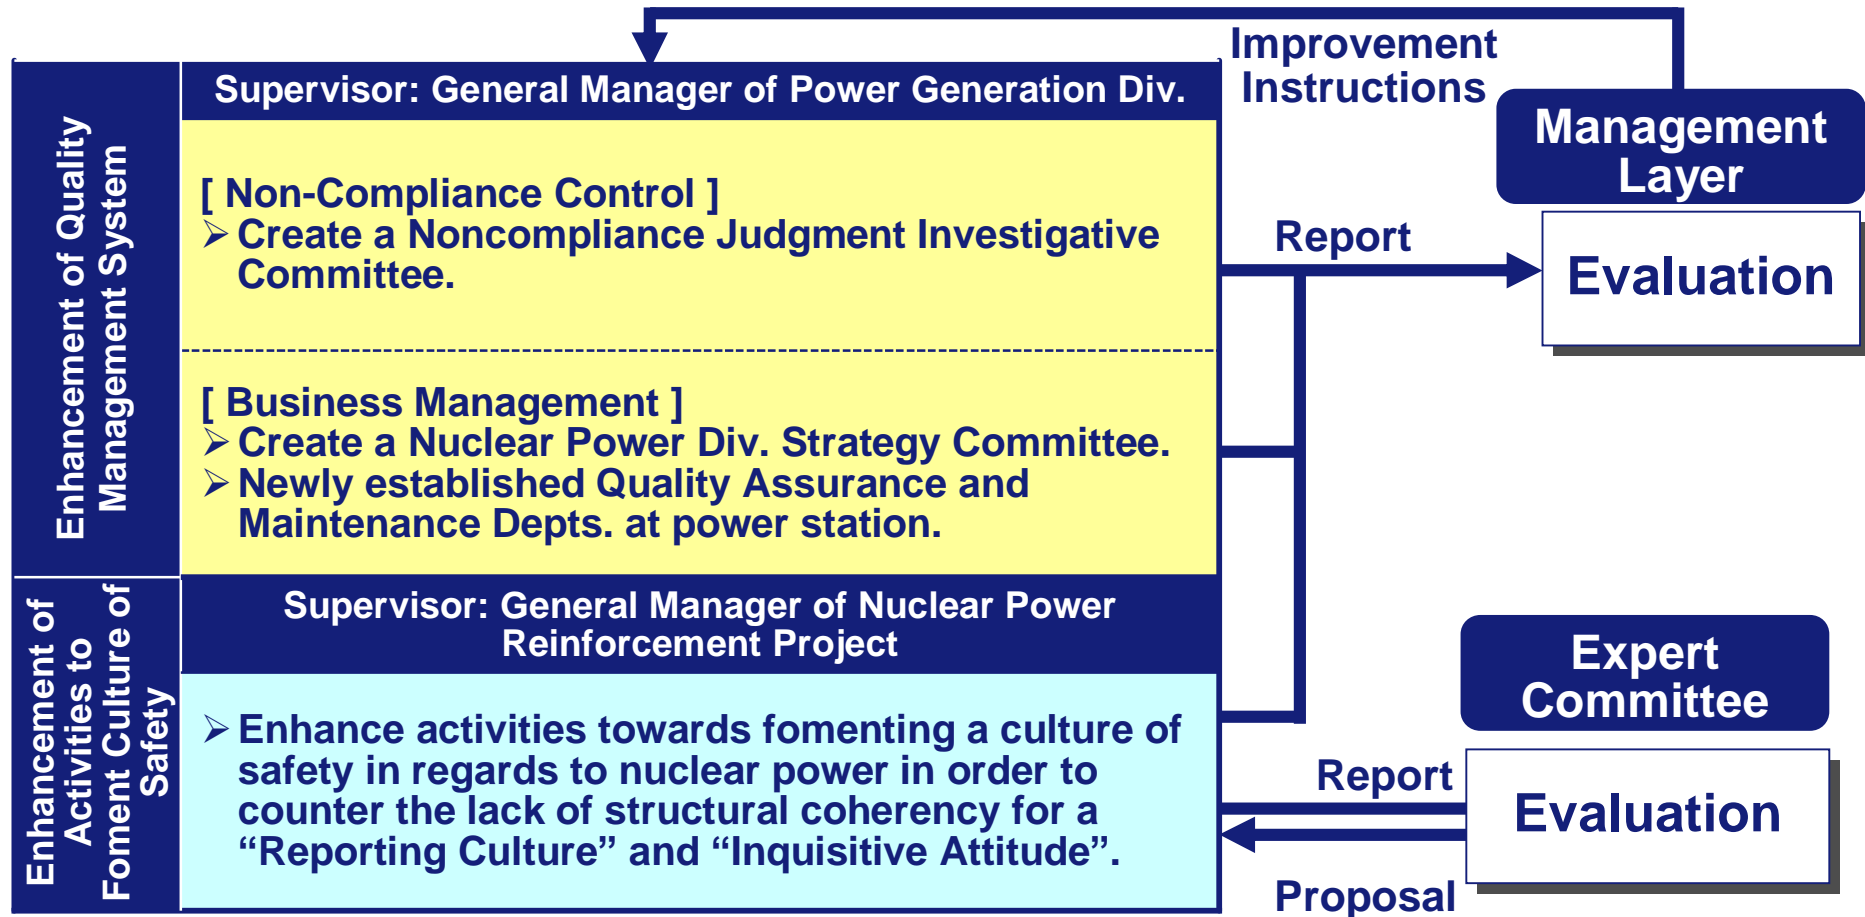 Improvement
Instructions
Management
Layer
Evaluation
Report
Enhancement of Quality
Management System
Supervisor: General Manager of Power Generation Div.
[ Non-Compliance Control ]
➢ Create a Noncompliance Judgment Investigative
Committee.
[ Business Management ]
➢ Create a Nuclear Power Div. Strategy Committee.
➢ Newly established Quality Assurance and
Maintenance Depts. at power station.
Enhancement of
Activities to
Foment Culture of
Safety
Supervisor: General Manager of Nuclear Power
Reinforcement Project
➢ Enhance activities towards fomenting a culture of
safety in regards to nuclear power in order to
counter the lack of structural coherency for a
“Reporting Culture” and “Inquisitive Attitude”.
Expert
Committee
Evaluation
Report
Proposal